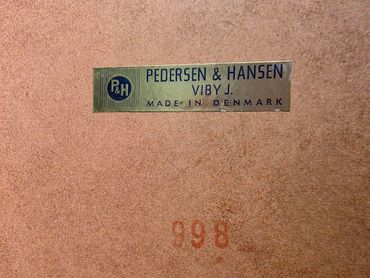 P&H
PEDERSEN & HANSEN
VIBY J.
MADE IN DENMARK
998